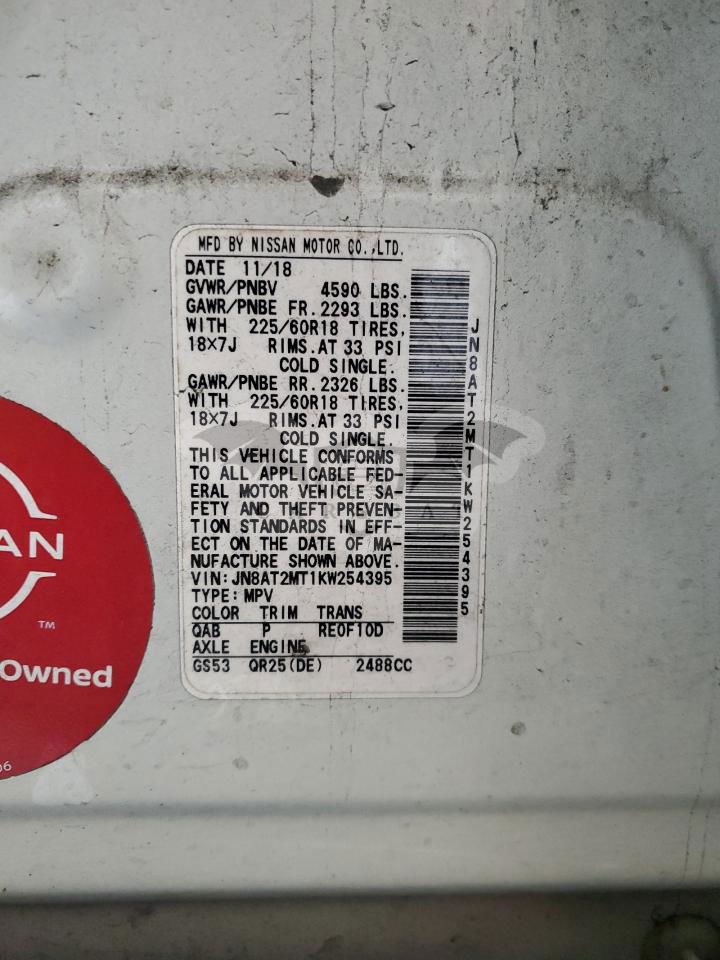 MFD BY NISSAN MOTOR CO.,LTD.
DATE 11/18
GVWR/PNBV 4590 LBS.
GAWR/PNBE FR.2293 LBS.
WITH 225/60R18 TIRES,
18X7J RIMS.AT 33 PSI
COLD SINGLE.
GAWR/PNBE RR.2326 LBS.
WITH 225/60R18 TIRES,
18X7J RIMS.AT 33 PSI
COLD SINGLE.
THIS VEHICLE CONFORMS
TO ALL APPLICABLE FED-
ERAL MOTOR VEHICLE SA-
FETY AND THEFT PREVEN-
TION STANDARDS IN EFF-
ECT ON THE DATE OF MA-
NUFACTURE SHOWN ABOVE.
VIN:JN8AT2MT1KW254395
TYPE:MPV
COLOR TRIM TRANS
QAB P RE0F10D
AXLE ENGINE
GS53 QR25(DE) 2488CC
JN8AT2MT1KW254395
AN
TM
Owned
06